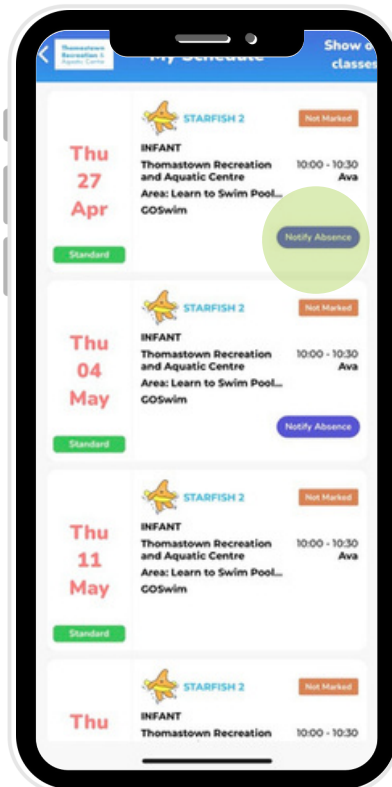 Thomastown
Recreation &
Aquatic Centre
My Schedule
Show o
classes
STARFISH 2
Not Marked
Thu
27
Apr
Standard
INFANT
Thomastown Recreation
and Aquatic Centre
10:00 - 10:30
Ava
Area: Learn to Swim Pool...
GOSwim
Notify Absence
STARFISH 2
Not Marked
Thu
04
May
Standard
INFANT
Thomastown Recreation
and Aquatic Centre
10:00 - 10:30
Ava
Area: Learn to Swim Pool...
GOSwim
Notify Absence
STARFISH 2
Not Marked
Thu
11
May
Standard
INFANT
Thomastown Recreation
and Aquatic Centre
10:00 - 10:30
Ava
Area: Learn to Swim Pool...
GOSwim
STARFISH 2
Not Marked
Thu
INFANT
Thomastown Recreation
10:00 - 10:30